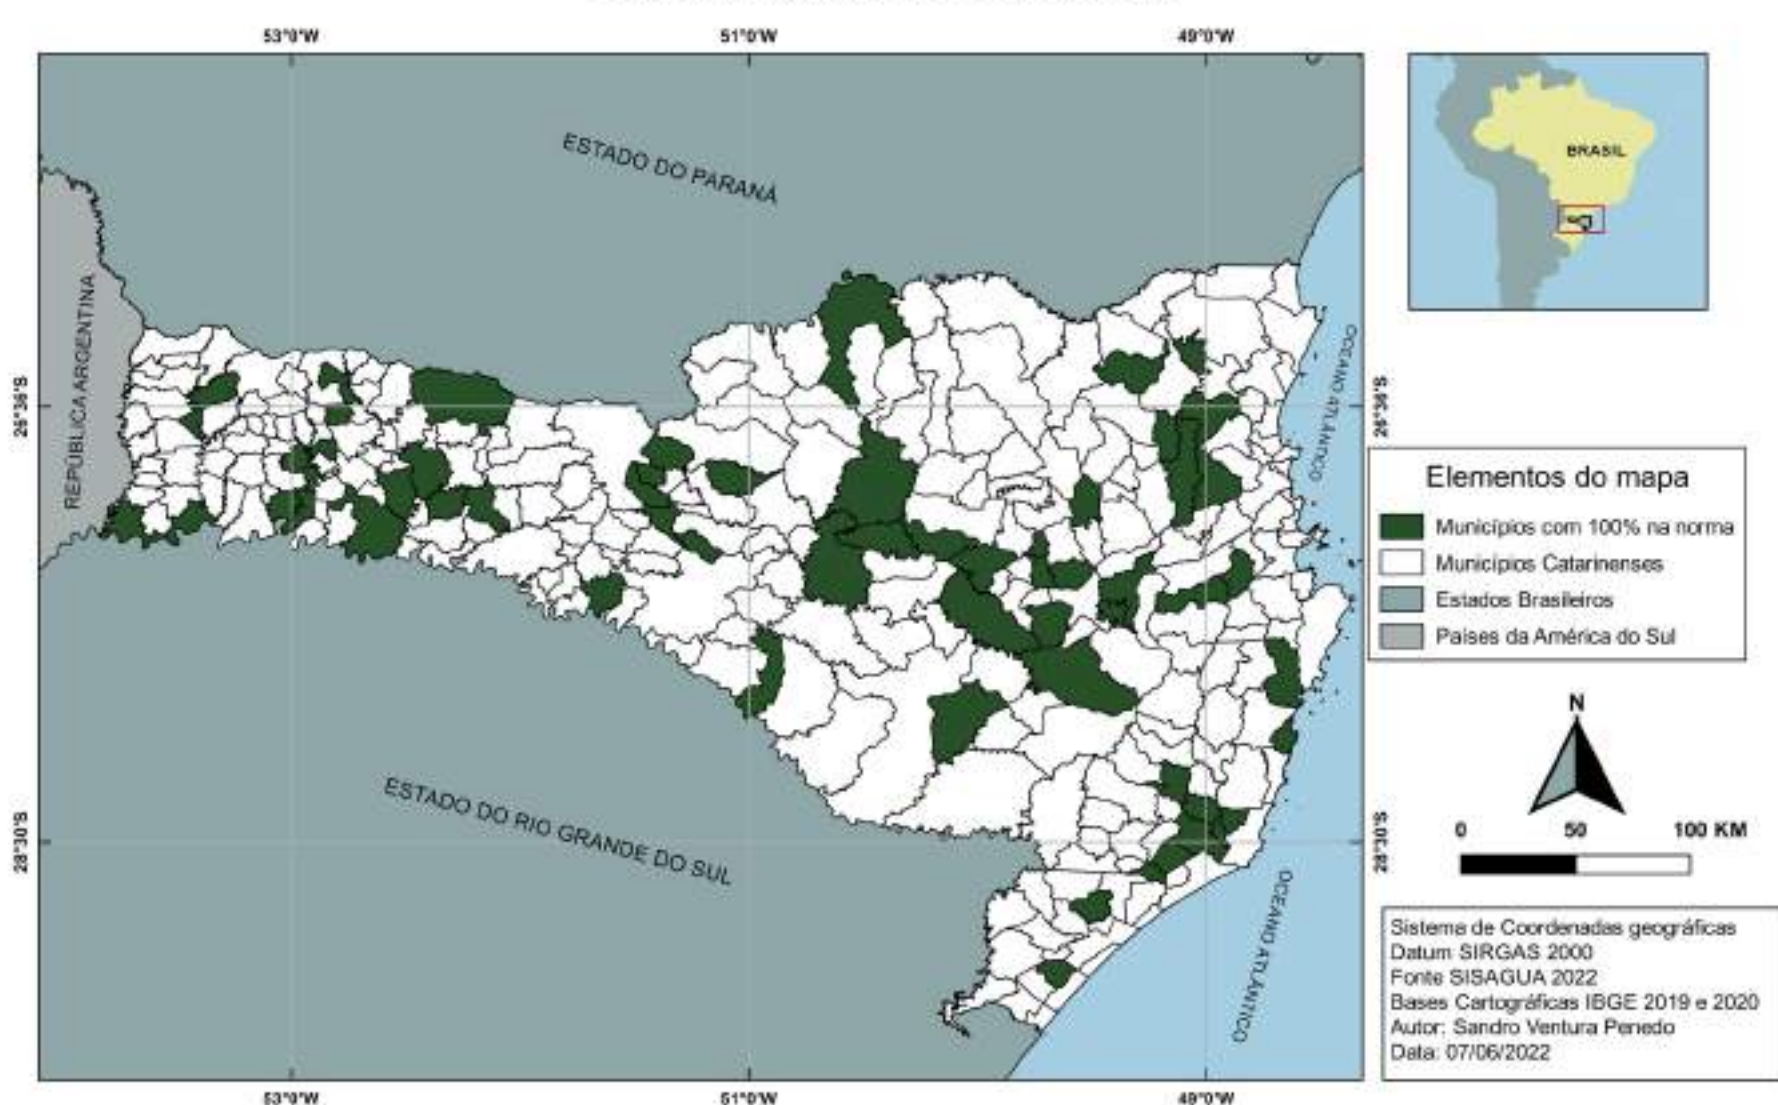 53°0'W
51°0'W
49°0'W
ESTADO DO PARANÁ
BRASIL
REPÚBLICA ARGENTINA
OCEANO ATLÂNTICO
26°36'S
26°36'S
Elementos do mapa
Municípios com 100% na norma
Municípios Catarinenses
Estados Brasileiros
Países da América do Sul
N
ESTADO DO RIO GRANDE DO SUL
0 50 100 KM
28°30'S
28°30'S
OCEANO ATLÂNTICO
Sistema de Coordenadas geográficas
Datum SIRGAS 2000
Fonte SISAGUA 2022
Bases Cartográficas IBGE 2019 e 2020
Autor: Sandro Ventura Penedo
Data: 07/06/2022
53°0'W
51°0'W
49°0'W